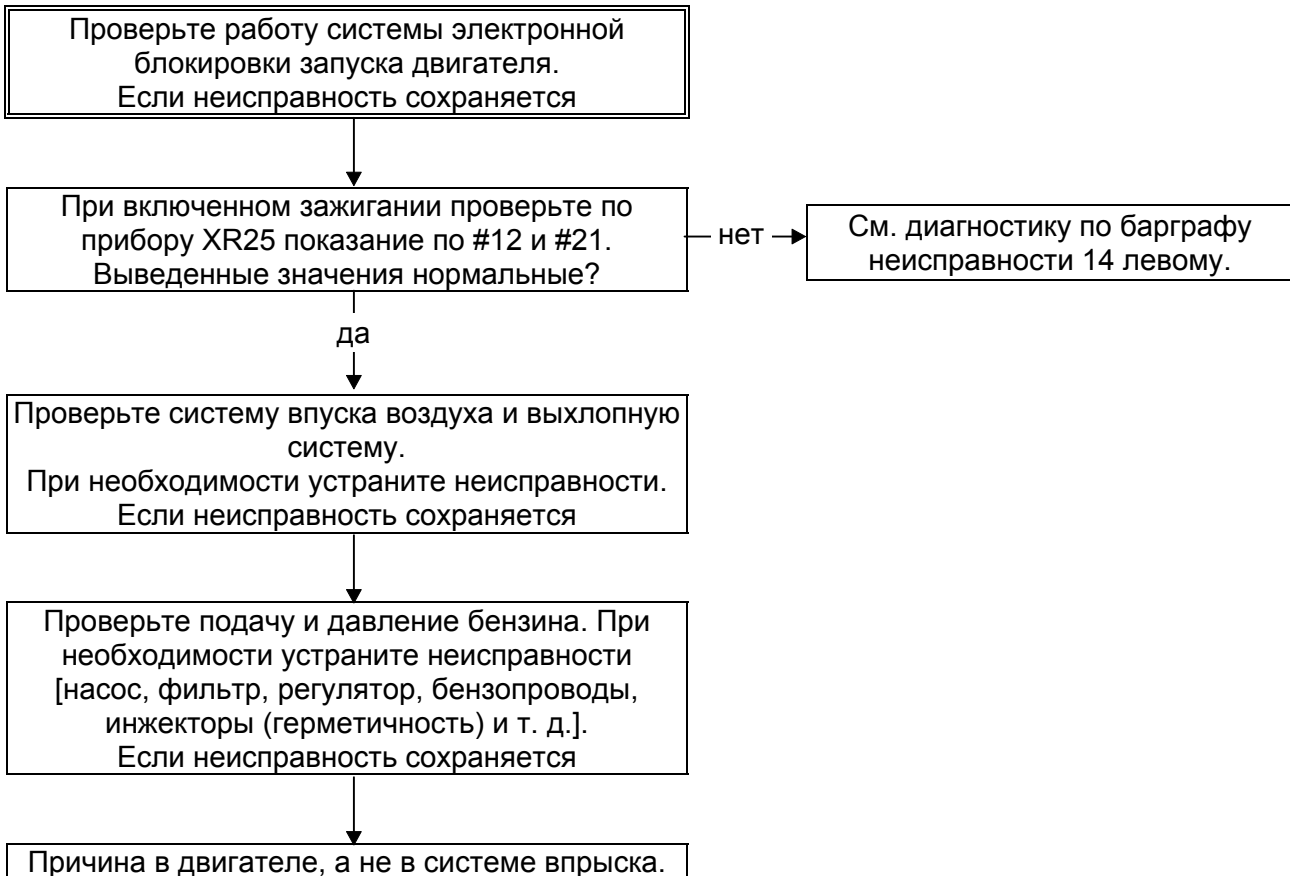 Проверьте работу системы электронной
блокировки запуска двигателя.
Если неисправность сохраняется
При включенном зажигании проверьте по
прибору XR25 показание по #12 и #21.
Выведенные значения нормальные?
нет
См. диагностику по барграфу
неисправности 14 левому.
да
Проверьте систему впуска воздуха и выхлопную
систему.
При необходимости устраните неисправности.
Если неисправность сохраняется
Проверьте подачу и давление бензина. При
необходимости устраните неисправности
[насос, фильтр, регулятор, бензопроводы,
инжекторы (герметичность) и т. д.].
Если неисправность сохраняется
Причина в двигателе, а не в системе впрыска.